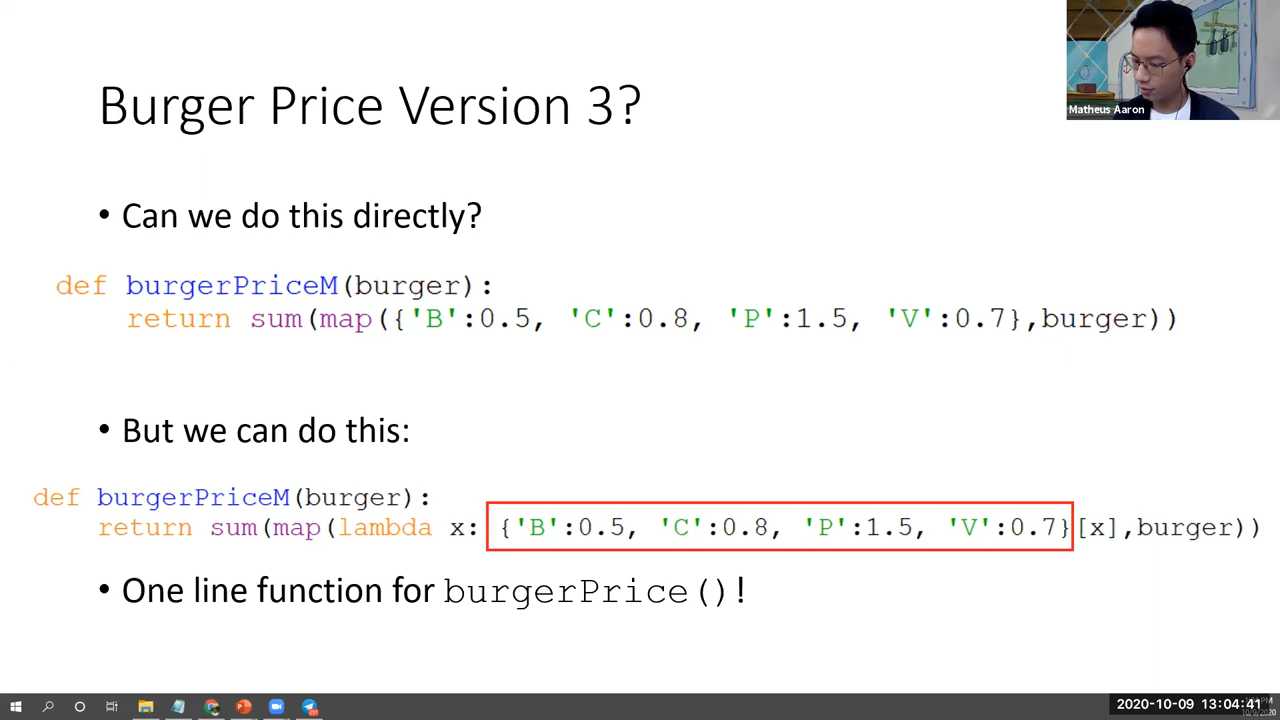 Burger Price Version 3?
Matheus Aaron
• Can we do this directly?
def burgerPriceM(burger):
return sum(map({'B':0.5, 'C':0.8, 'P':1.5, 'V':0.7},burger))
• But we can do this:
def burgerPriceM(burger):
return sum(map(lambda x: {'B':0.5, 'C':0.8, 'P':1.5, 'V':0.7}[x],burger))
• One line function for burgerPrice()!
2020-10-09 13:04:41